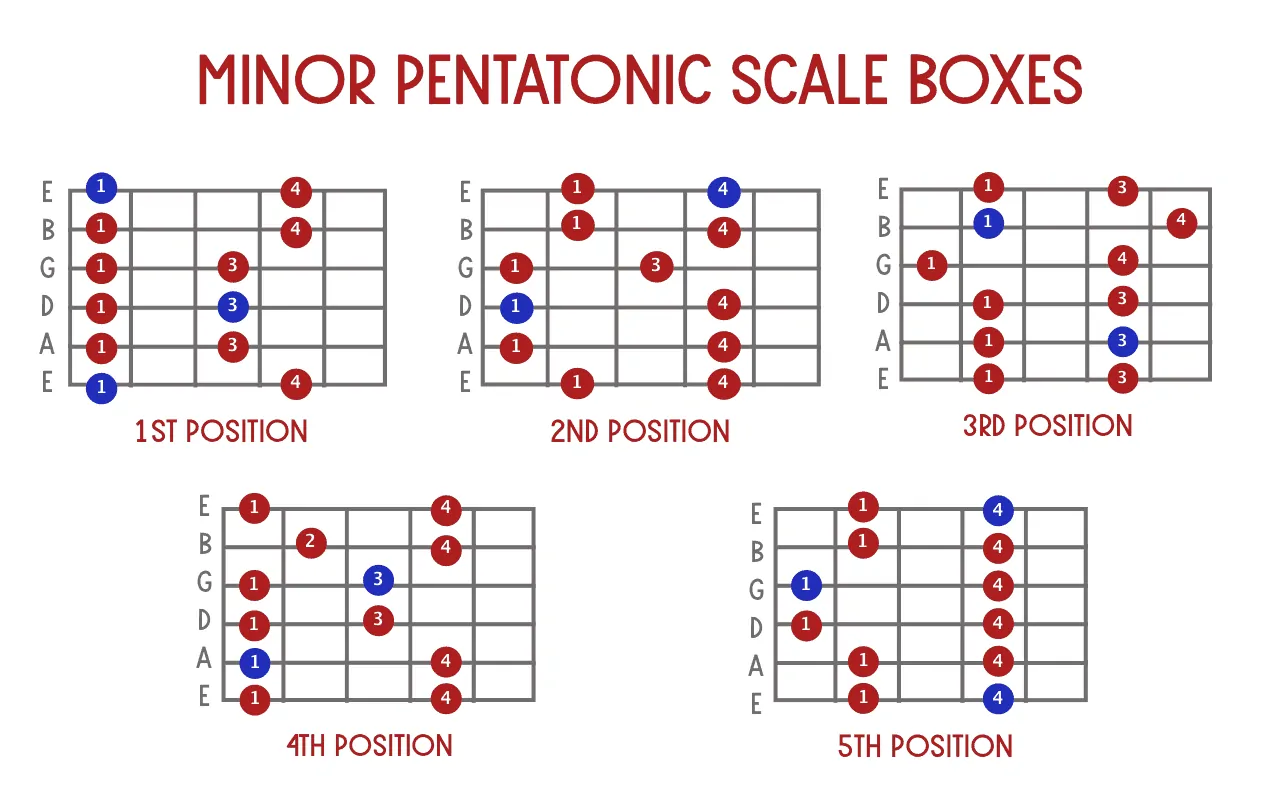 MINOR PENTATONIC SCALE BOXES
E 1 4
B 1 4
G 1 3
D 1 3
A 1 3
E 1 4
1ST POSITION
E 1 4
B 1 4
G 1 3
D 1 4
A 1 4
E 1 4
2ND POSITION
E 1 3
B 1 4
G 1 4
D 1 3
A 1 3
E 1 3
3RD POSITION
E 1 4
B 2 4
G 1 3
D 1 3
A 1 4
E 1 4
4TH POSITION
E 1 4
B 1 4
G 1 4
D 1 4
A 1 4
E 1 4
5TH POSITION